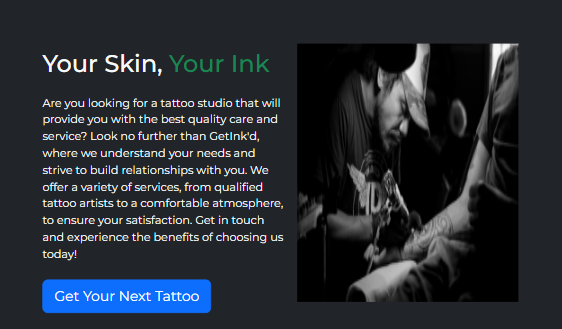 Your Skin, Your Ink
Are you looking for a tattoo studio that will
provide you with the best quality care and
service? Look no further than GetInk'd,
where we understand your needs and
strive to build relationships with you. We
offer a variety of services, from qualified
tattoo artists to a comfortable atmosphere,
to ensure your satisfaction. Get in touch
and experience the benefits of choosing us
today!
Get Your Next Tattoo